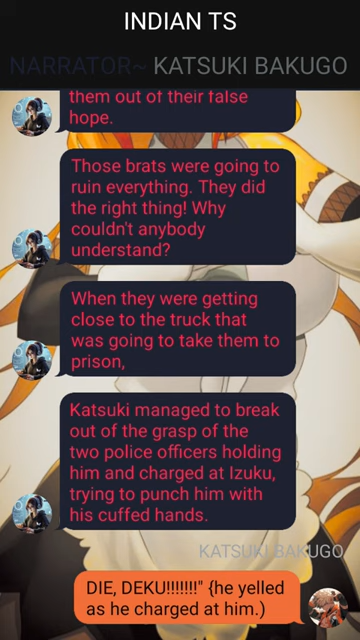 INDIAN TS
NARRATOR~ KATSUKI BAKUGO
them out of their false
hope.
Those brats were going to
ruin everything. They did
the right thing! Why
couldn't anybody
understand?
When they were getting
close to the truck that
was going to take them to
prison,
Katsuki managed to break
out of the grasp of the
two police officers holding
him and charged at Izuku,
trying to punch him with
his cuffed hands.
KATSUKI BAKUGO
DIE, DEKU!!!!!!!" {he yelled
as he charged at him.)